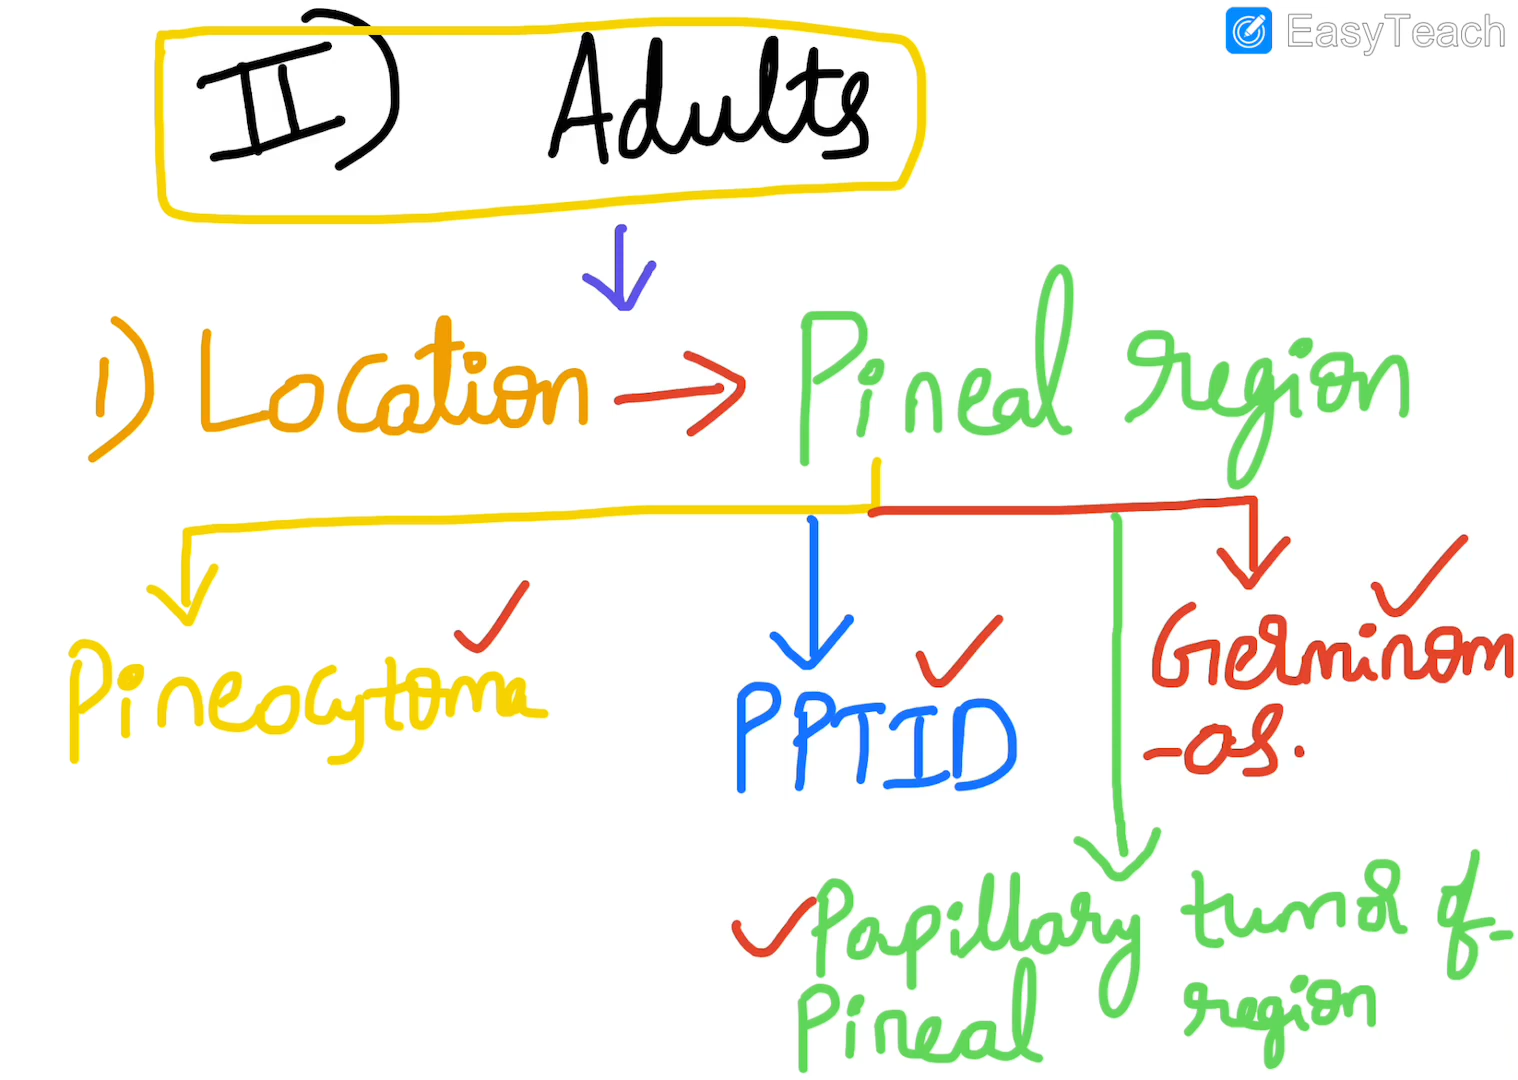 EasyTeach
II) Adults
1) Location → Pineal region
Pineocytoma
PPTID
Germinom
-as.
Papillary tumor of
Pineal region